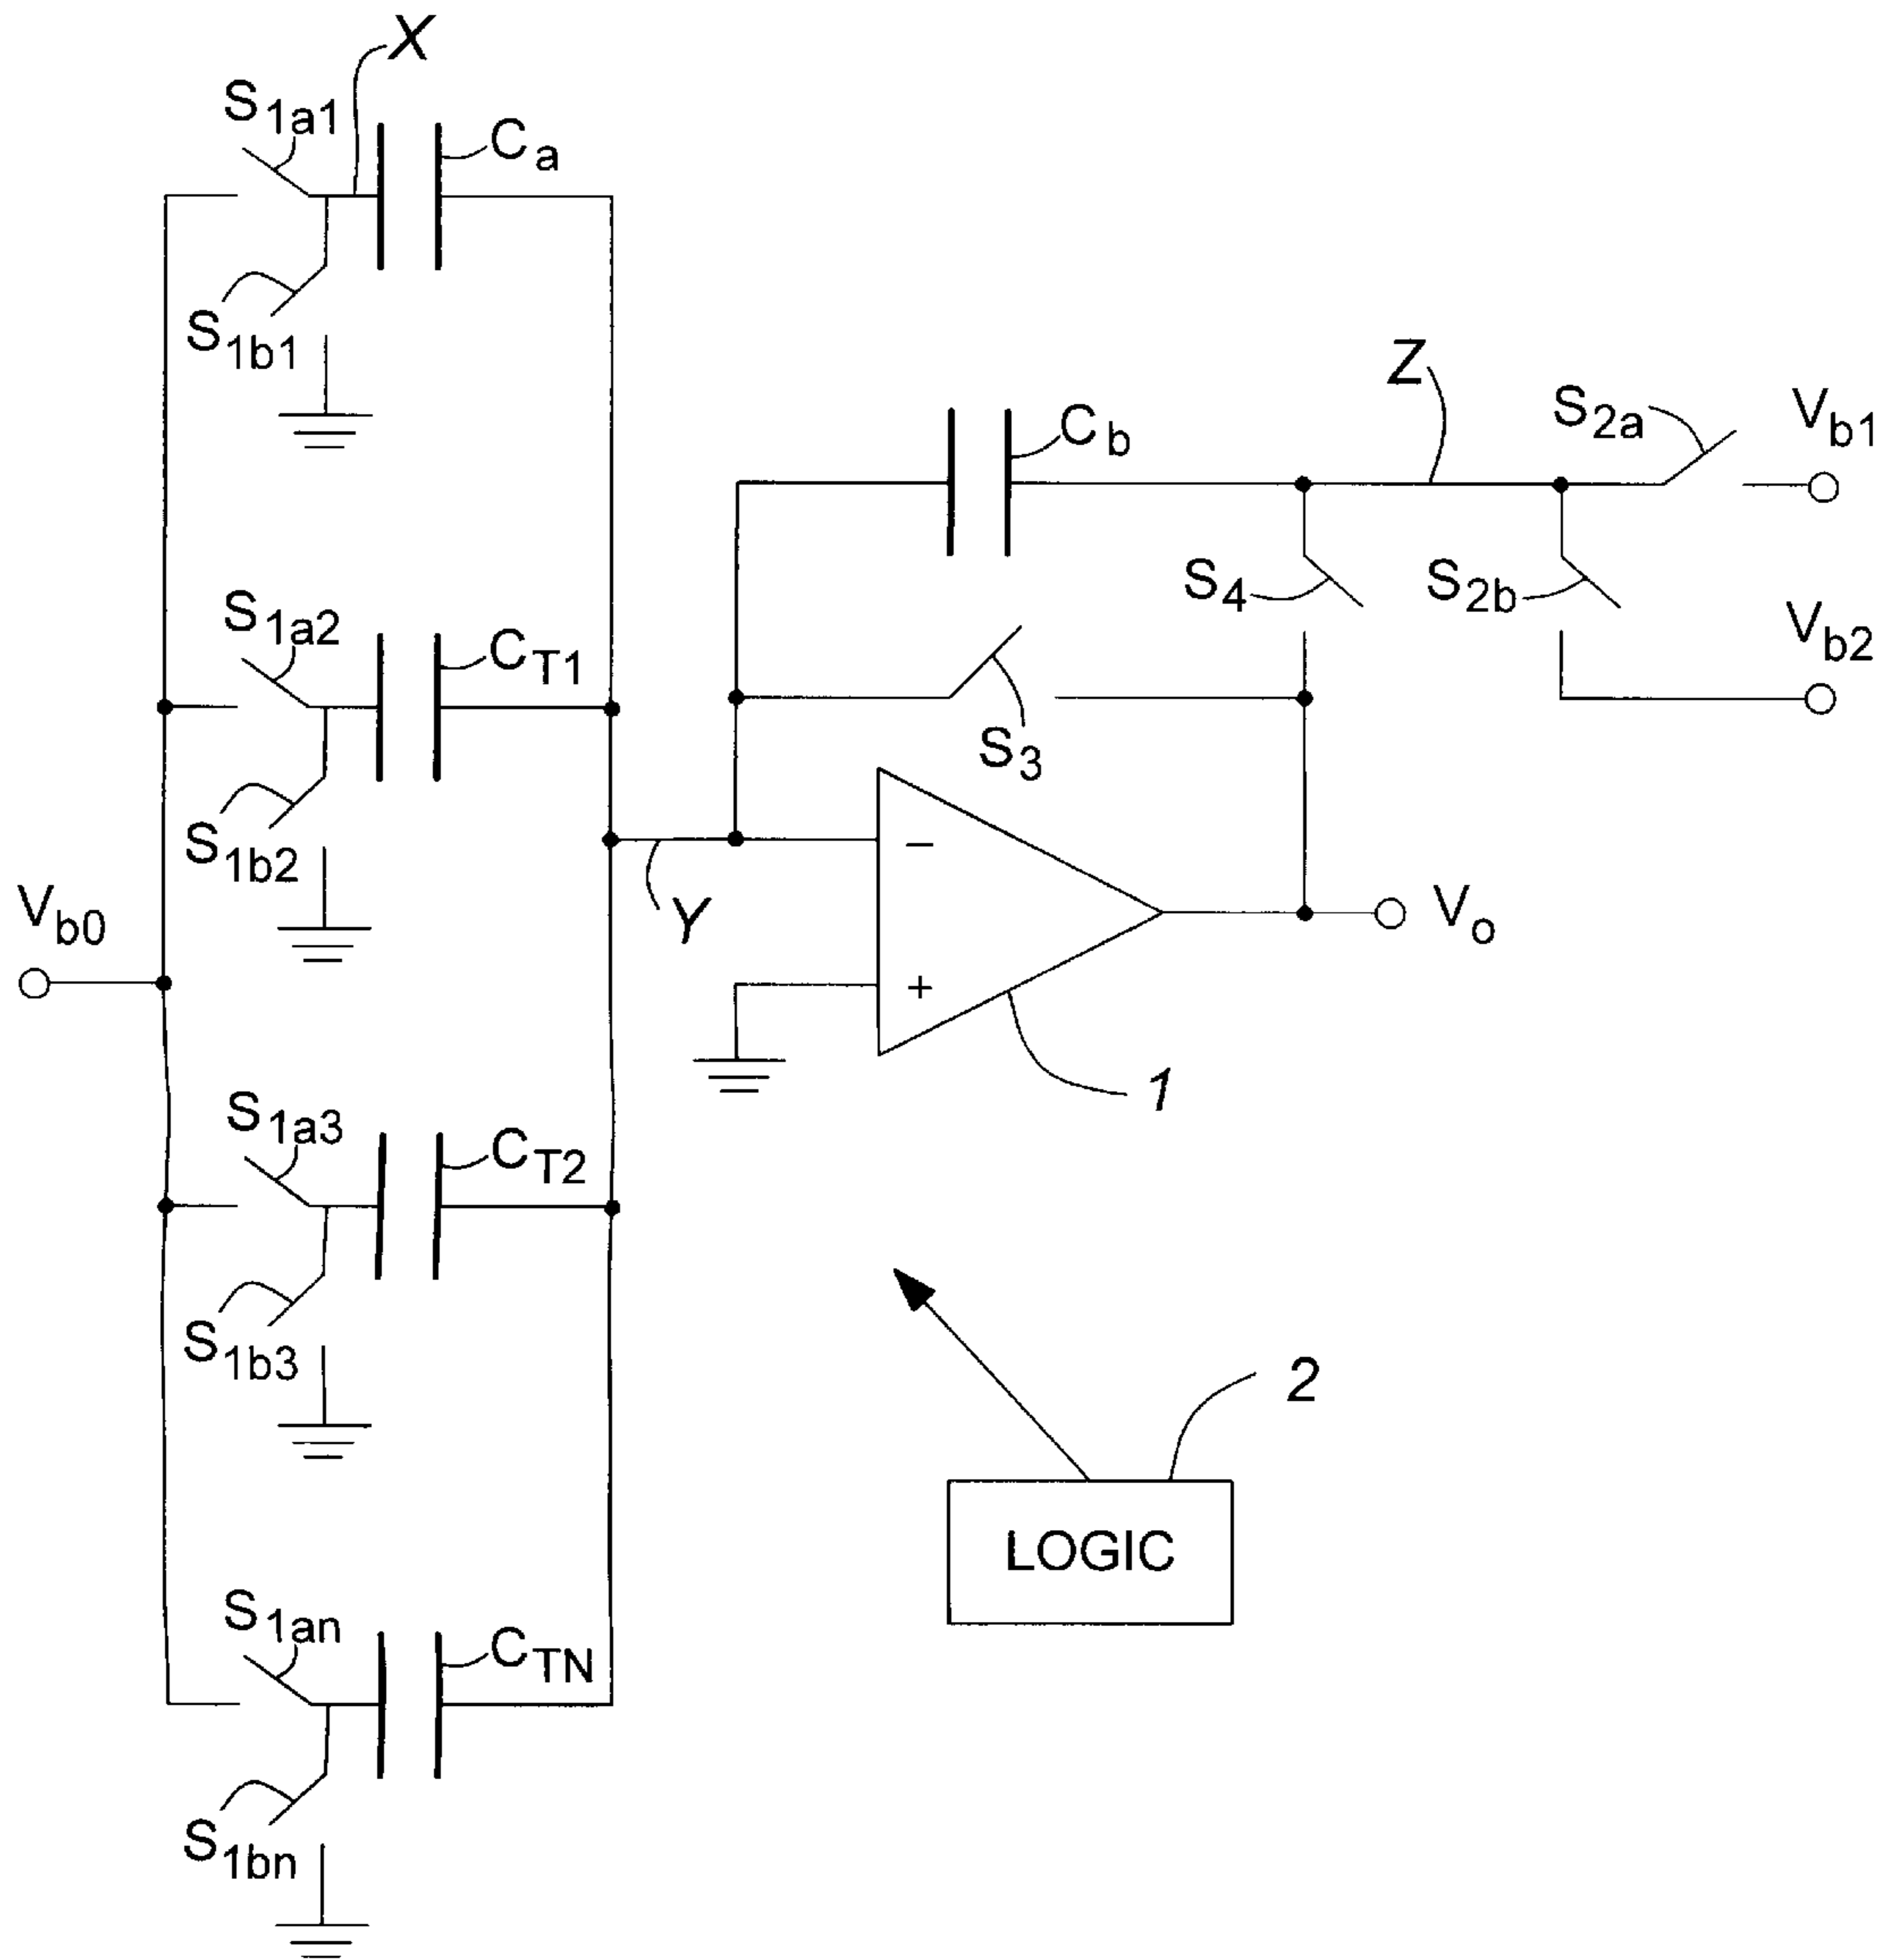 X
S1a1
Ca
S1b1
Z
S2a
Vb1
Cb
S4
S2b
Vb2
S1a2
CT1
S3
S1b2
−
Vb0
Y
Vo
+
1
S1a3
CT2
S1b3
2
LOGIC
S1an
CTN
S1bn